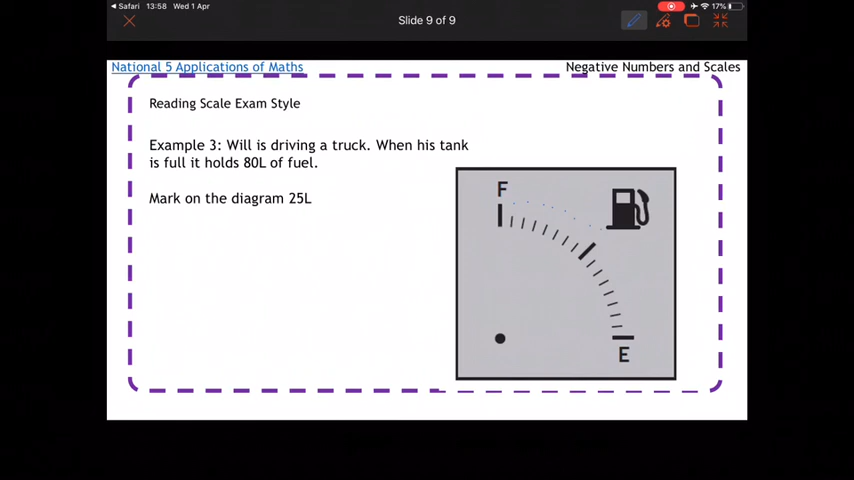 Safari 13:58 Wed 1 Apr 17%
Slide 9 of 9
National 5 Applications of Maths Negative Numbers and Scales
Reading Scale Exam Style
Example 3: Will is driving a truck. When his tank
is full it holds 80L of fuel.
Mark on the diagram 25L
F
E